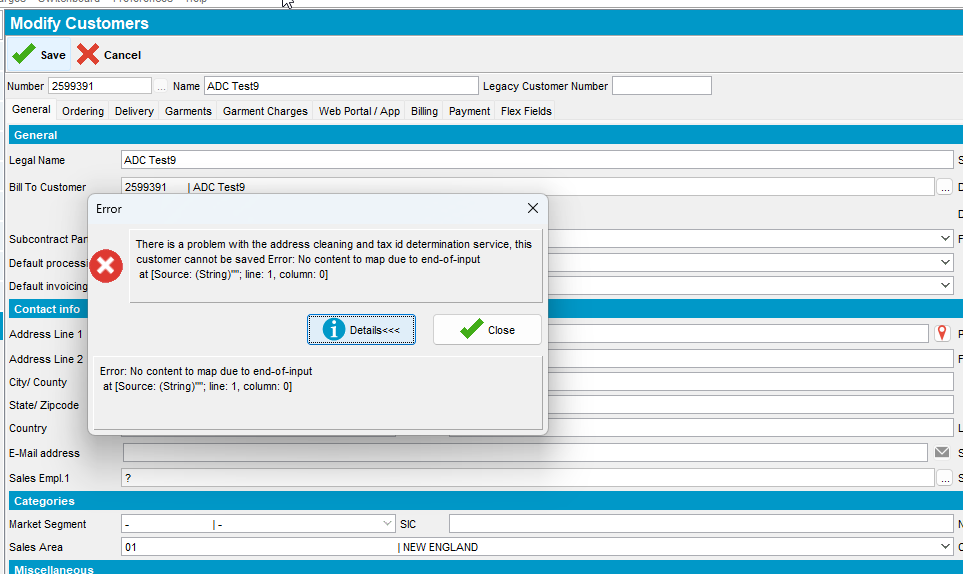 Modify Customers
Save Cancel
Number 2599391 ... Name ADC Test9 Legacy Customer Number
General Ordering Delivery Garments Garment Charges Web Portal / App Billing Payment Flex Fields
General
Legal Name ADC Test9
Bill To Customer 2599391 | ADC Test9 ...
Error
Subcontract Par
Default processi
Default invoicing
There is a problem with the address cleaning and tax id determination service, this
customer cannot be saved Error: No content to map due to end-of-input
at [Source: (String)""; line: 1, column: 0]
Details<<< Close
Error: No content to map due to end-of-input
at [Source: (String)""; line: 1, column: 0]
Contact info
Address Line 1
Address Line 2
City/ County
State/ Zipcode
Country
E-Mail address
Sales Empl.1 ? ...
Categories
Market Segment - | - SIC
Sales Area 01 | NEW ENGLAND
Miscellaneous